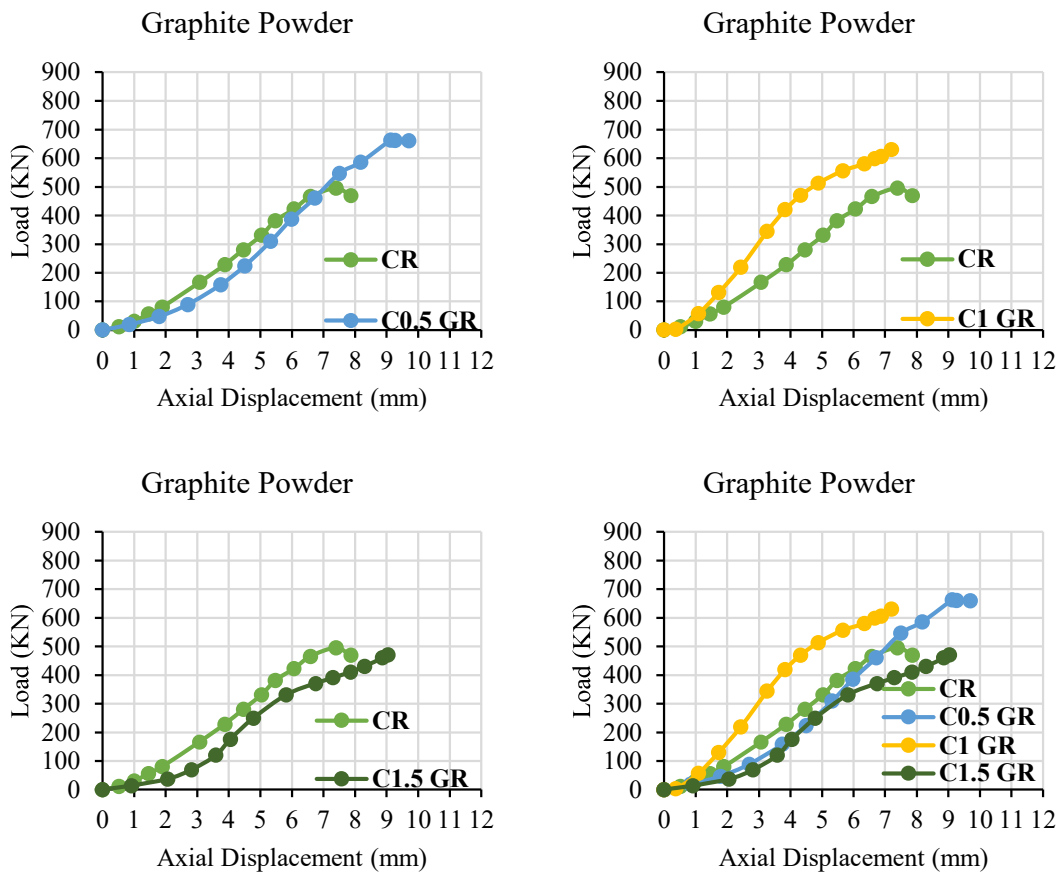 Graphite Powder
900
800
700
600
500
400
300
200
100
0
Load (KN)
CR
C0.5 GR
0 1 2 3 4 5 6 7 8 9 10 11 12
Axial Displacement (mm)
Graphite Powder
900
800
700
600
500
400
300
200
100
0
Load (KN)
CR
C1 GR
0 1 2 3 4 5 6 7 8 9 10 11 12
Axial Displacement (mm)
Graphite Powder
900
800
700
600
500
400
300
200
100
0
Load (KN)
CR
C1.5 GR
0 1 2 3 4 5 6 7 8 9 10 11 12
Axial Displacement (mm)
Graphite Powder
900
800
700
600
500
400
300
200
100
0
Load (KN)
CR
C0.5 GR
C1 GR
C1.5 GR
0 1 2 3 4 5 6 7 8 9 10 11 12
Axial Displacement (mm)